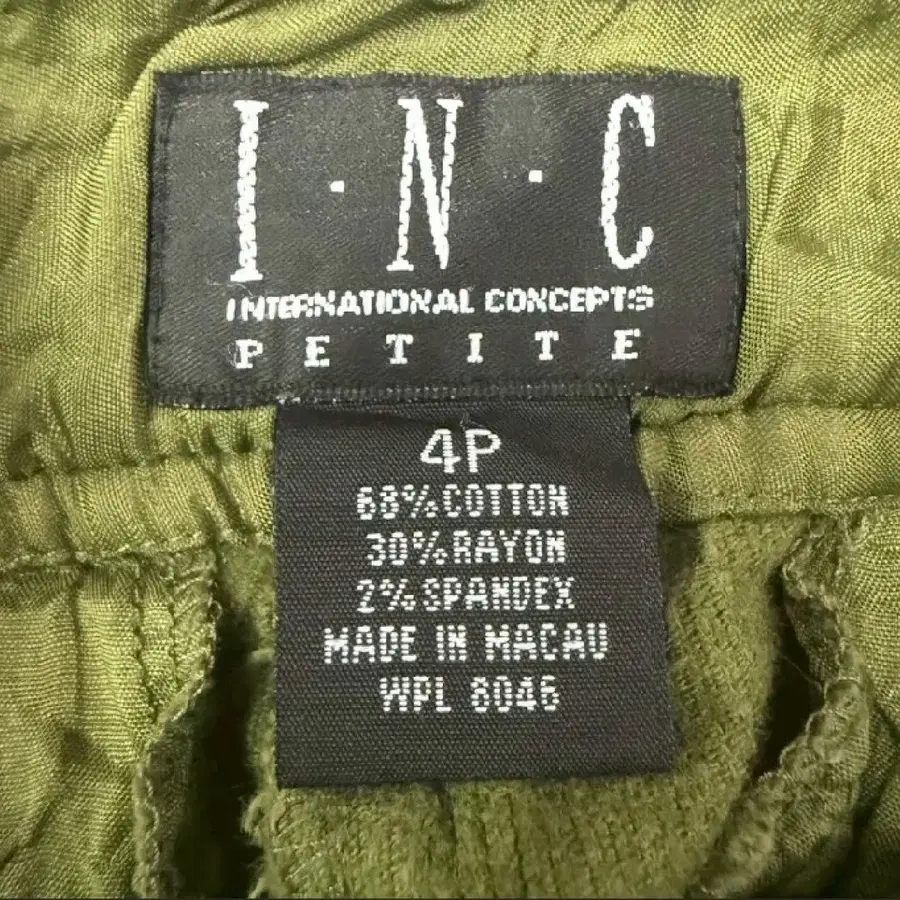 I·N·C
INTERNATIONAL CONCEPTS
PETITE
4P
68%COTTON
30%RAYON
2%SPANDEX
MADE IN MACAU
WPL 8046